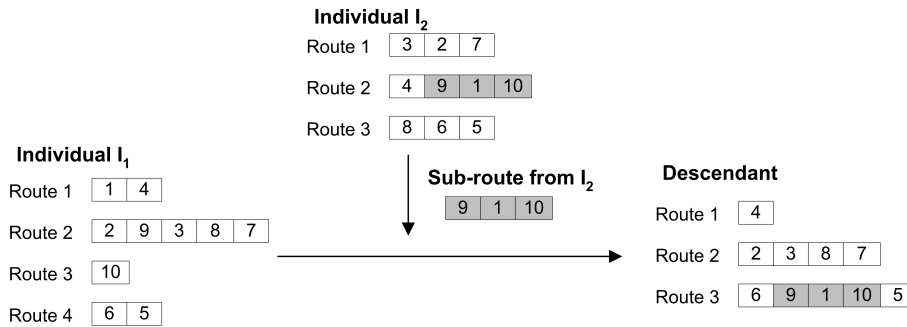 Individual I2
Route 1 3 2 7
Route 2 4 9 1 10
Route 3 8 6 5
Individual I1
Route 1 1 4
Route 2 2 9 3 8 7
Route 3 10
Route 4 6 5
Sub-route from I2
9 1 10
Descendant
Route 1 4
Route 2 2 3 8 7
Route 3 6 9 1 10 5